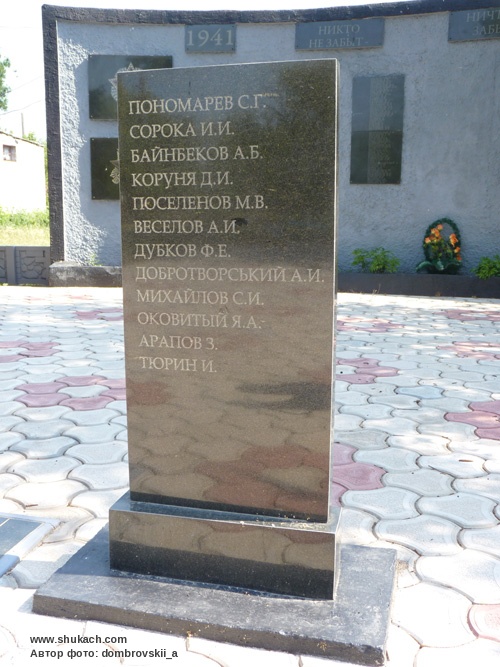 1941
НИКТО
НЕ ЗАБЫТ
ПОНОМАРЕВ С.Г.
СОРОКА И.И.
БАЙНБЕКОВ А.Б.
КОРУНЯ Д.И.
ПОСЕЛЕНОВ М.В.
ВЕСЕЛОВ А.И.
ДУБКОВ Ф.Е.
ДОБРОТВОРСЬКИЙ А.И.
МИХАЙЛОВ С.И.
ОКОВИТЫЙ Я.А.
АРАПОВ З.
ТЮРИН И.
www.shukach.com
Автор фото: dombrovskii_a